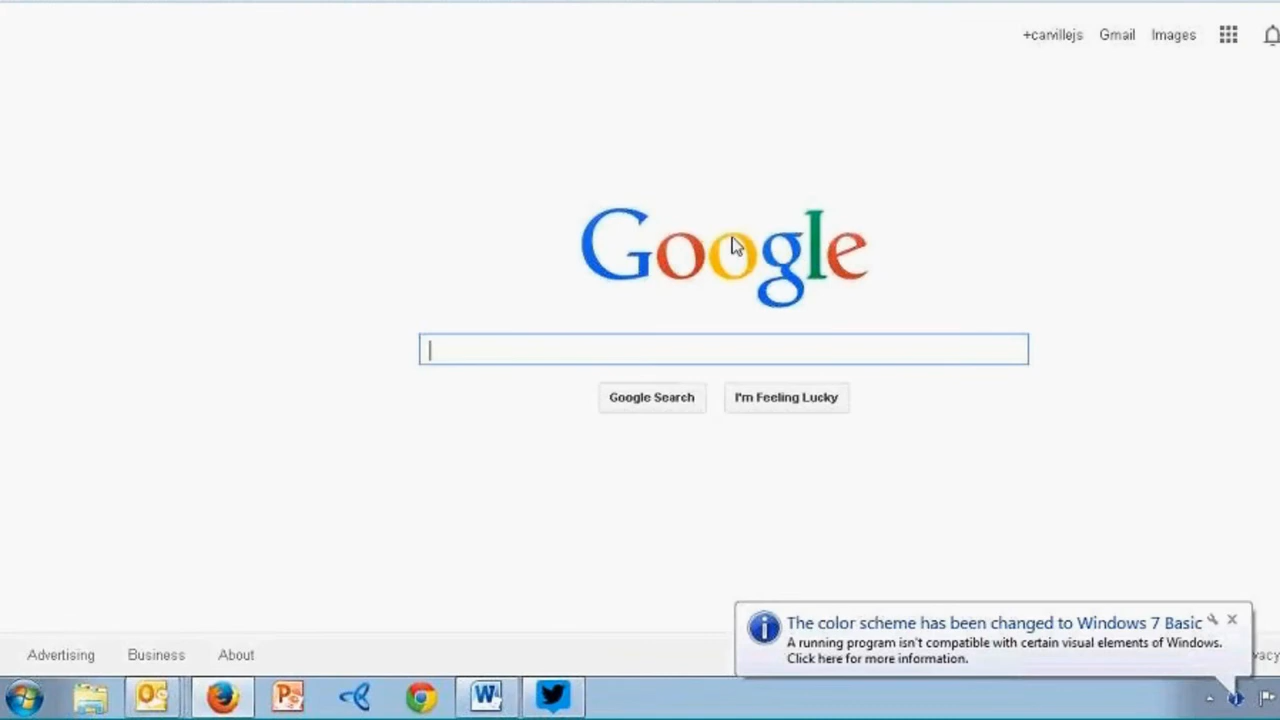 +carvillejs Gmail Images
Google
Google Search I'm Feeling Lucky
The color scheme has been changed to Windows 7 Basic
A running program isn't compatible with certain visual elements of Windows.
Click here for more information.
Advertising Business About